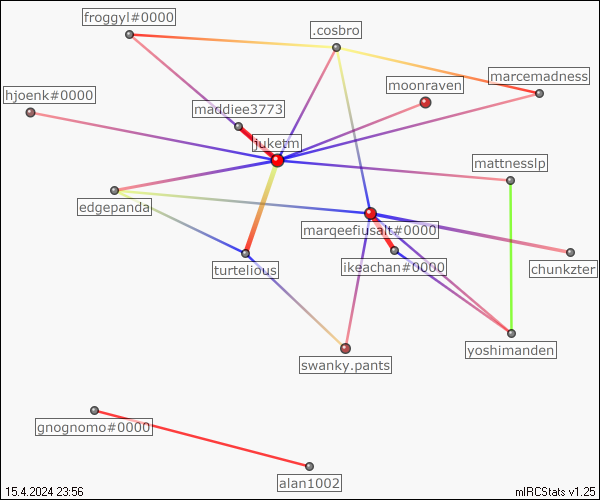 froggyl#0000
.cosbro
marcemadness
moonraven
hjoenk#0000
maddiee3773
juketm
mattnesslp
edgepanda
marqeefiusalt#0000
turtelious
ikeachan#0000
chunkzter
yoshimanden
swanky.pants
gnognomo#0000
alan1002
15.4.2024 23:56
mIRCStats v1.25